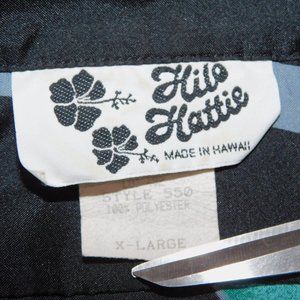 Hilo
Hattie
MADE IN HAWAII
STYLE 550
100% POLYESTER
X-LARGE